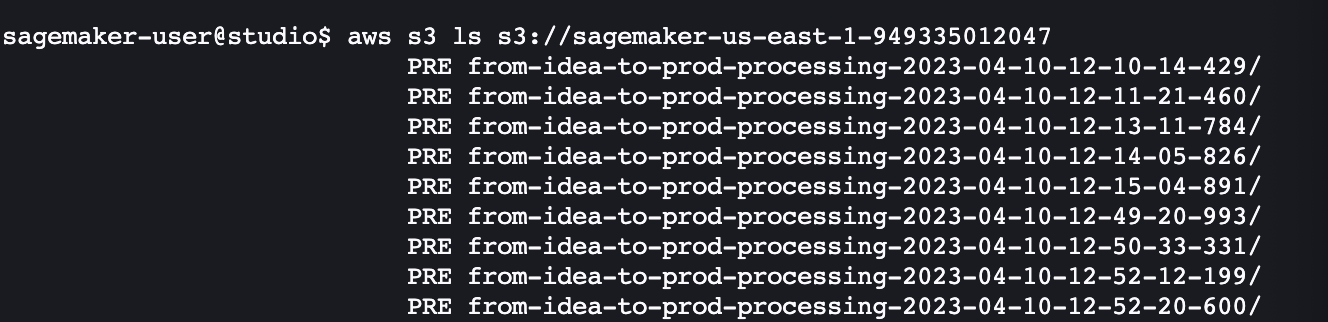 sagemaker-user@studio$ aws s3 ls s3://sagemaker-us-east-1-949335012047
PRE from-idea-to-prod-processing-2023-04-10-12-10-14-429/
PRE from-idea-to-prod-processing-2023-04-10-12-11-21-460/
PRE from-idea-to-prod-processing-2023-04-10-12-13-11-784/
PRE from-idea-to-prod-processing-2023-04-10-12-14-05-826/
PRE from-idea-to-prod-processing-2023-04-10-12-15-04-891/
PRE from-idea-to-prod-processing-2023-04-10-12-49-20-993/
PRE from-idea-to-prod-processing-2023-04-10-12-50-33-331/
PRE from-idea-to-prod-processing-2023-04-10-12-52-12-199/
PRE from-idea-to-prod-processing-2023-04-10-12-52-20-600/